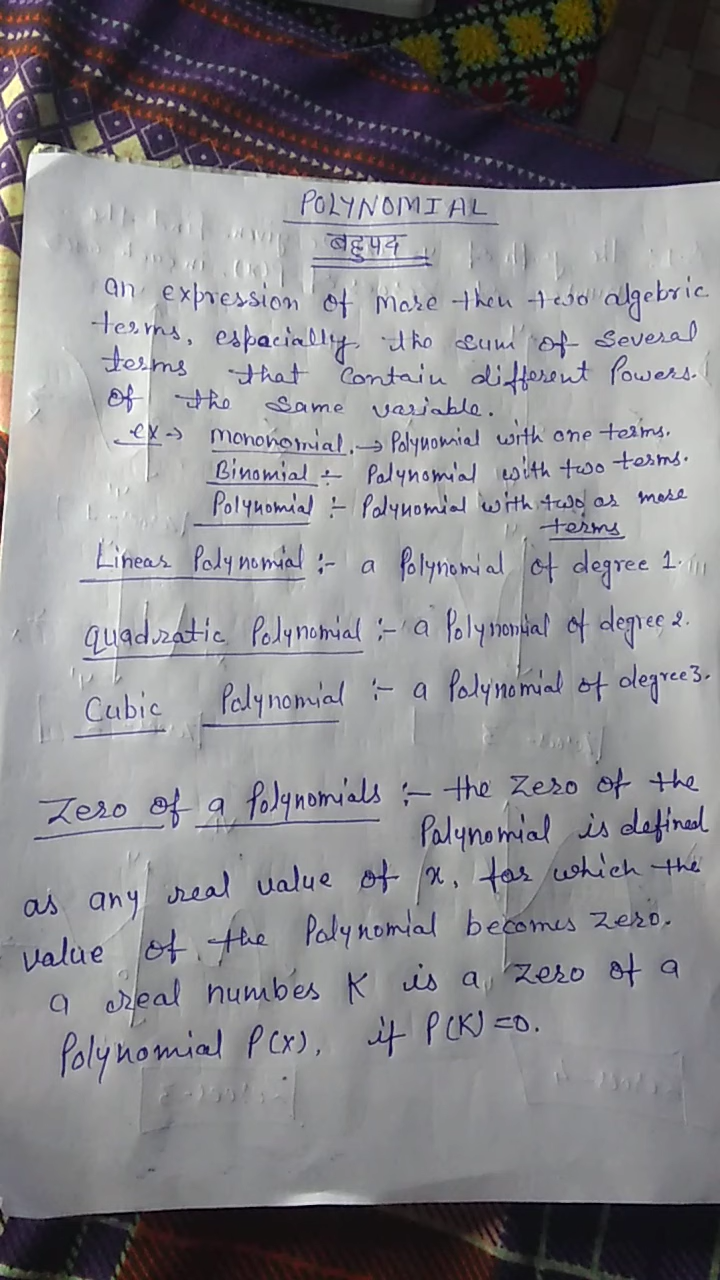 POLYNOMIAL
बहुपद
an expression of more then two algebric
terms, espacially the sum of several
terms that contain different Powers.
of the same variable.
ex → Mononomial. → Polynomial with one terms.
Binomial :- Polynomial with two terms.
Polynomial :- Polynomial with two or more
terms
Linear Polynomial :- a Polynomial of degree 1.
Quadratic Polynomial :- a Polynomial of degree 2.
Cubic Polynomial :- a Polynomial of degree 3.
Zero of a Polynomials :- the Zero of the
Polynomial is defined
as any real value of x, for which the
value of the Polynomial becomes zero.
a real number K is a zero of a
Polynomial P(x), if P(K) = 0.